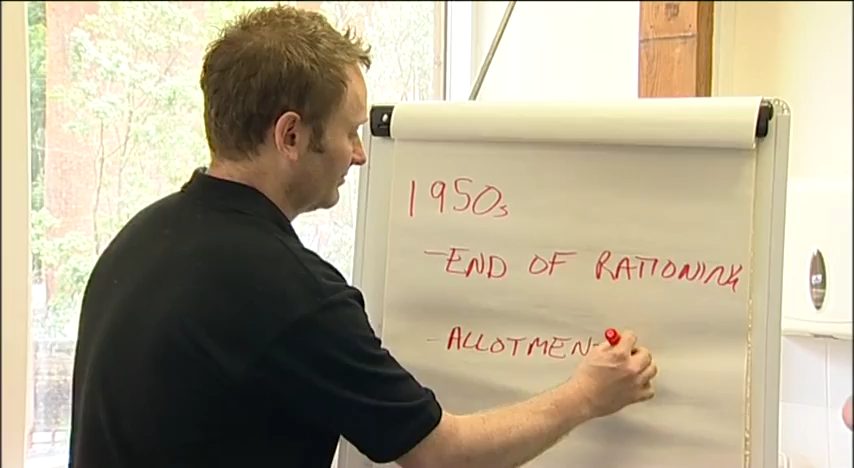 1950s
- END OF RATIONING
- ALLOTMEN